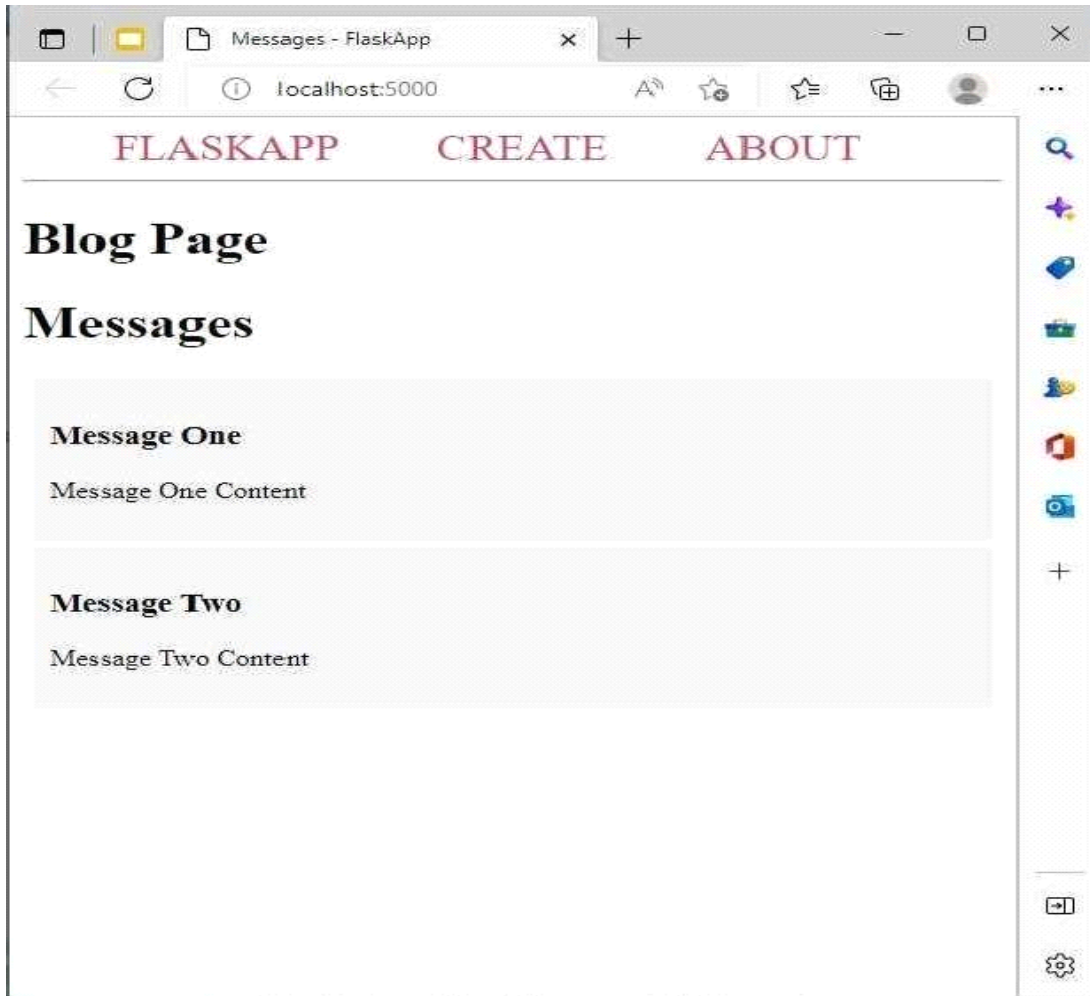 Messages - FlaskApp
localhost:5000
FLASKAPP CREATE ABOUT
Blog Page
Messages
Message One
Message One Content
Message Two
Message Two Content